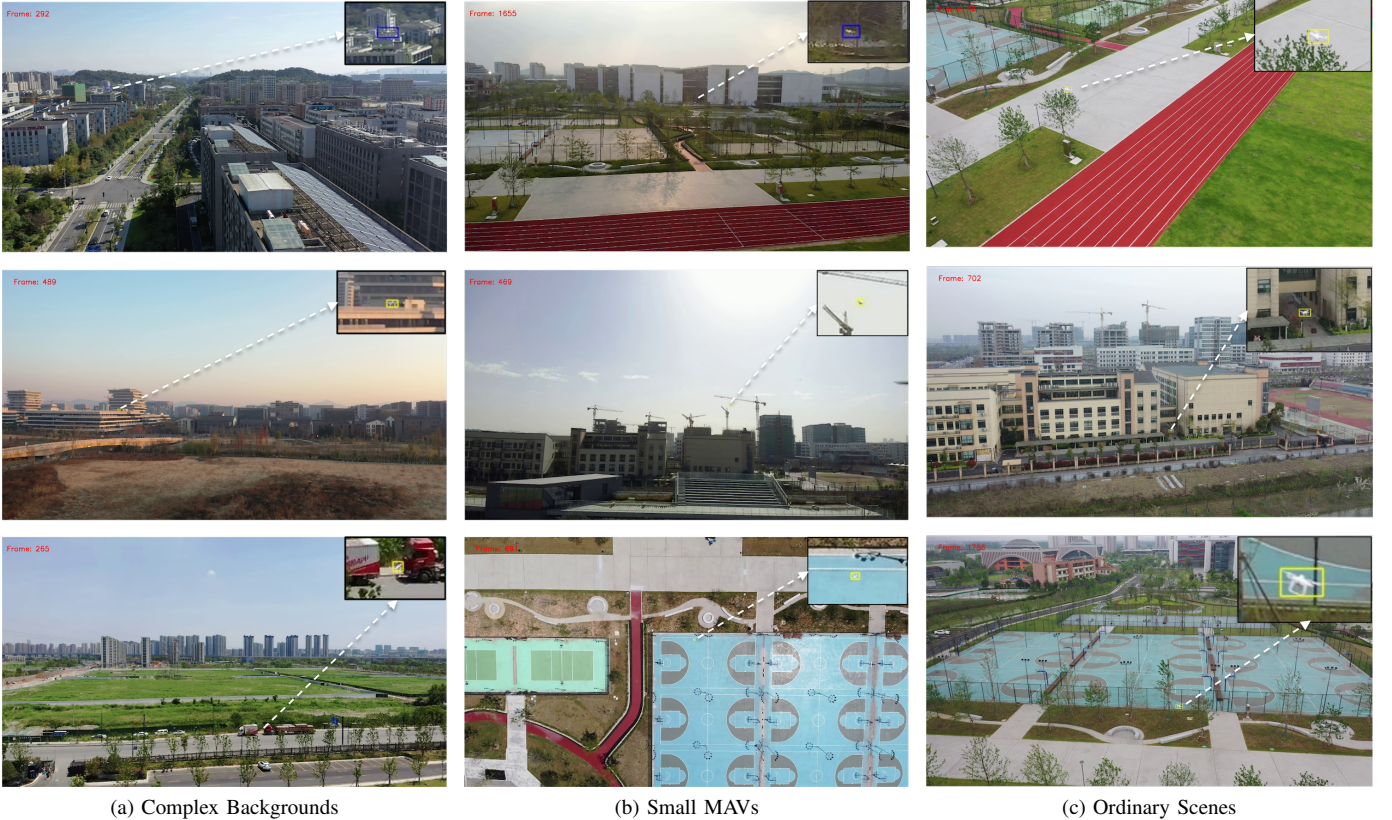 Frame: 292
Frame: 1655
Frame: 489
Frame: 469
Frame: 702
Frame: 265
(a) Complex Backgrounds
(b) Small MAVs
(c) Ordinary Scenes